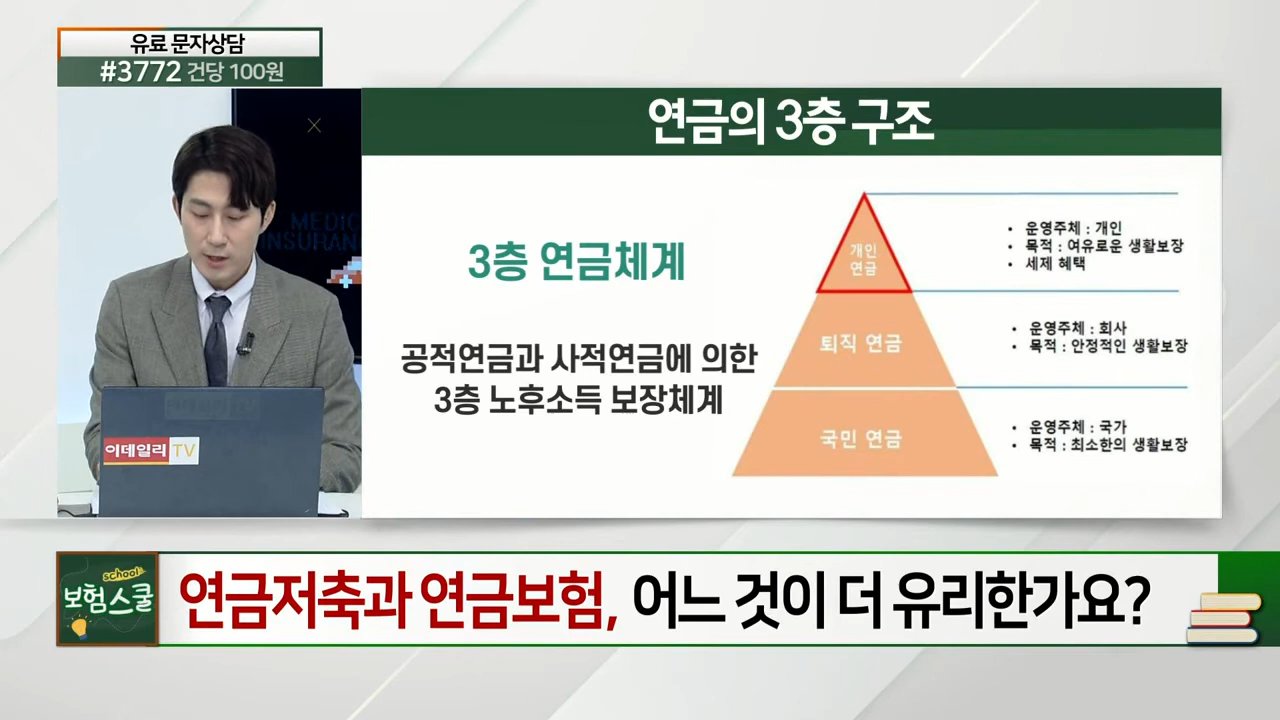 유료 문자상담
#3772 건당 100원
MEDIC
INSURAN
이데일리 TV
연금의 3층 구조
3층 연금체계
공적연금과 사적연금에 의한
3층 노후소득 보장체계
개인
연금
• 운영주체 : 개인
• 목적 : 여유로운 생활보장
• 세제 혜택
퇴직 연금
• 운영주체 : 회사
• 목적 : 안정적인 생활보장
국민 연금
• 운영주체 : 국가
• 목적 : 최소한의 생활보장
school
보험스쿨
연금저축과 연금보험, 어느 것이 더 유리한가요?